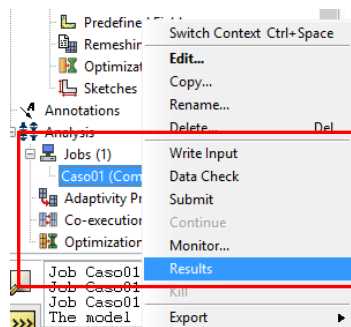 Predefined Fields
Remeshin
Optimizat
Sketches
Annotations
Analysis
Jobs (1)
Caso01 (Com
Adaptivity Pr
Co-execution
Optimization
Switch Context Ctrl+Space
Edit...
Copy...
Rename...
Delete... Del
Write Input
Data Check
Submit
Continue
Monitor...
Results
Kill
Export
Job Caso01
Job Caso01
Job Caso01
The model